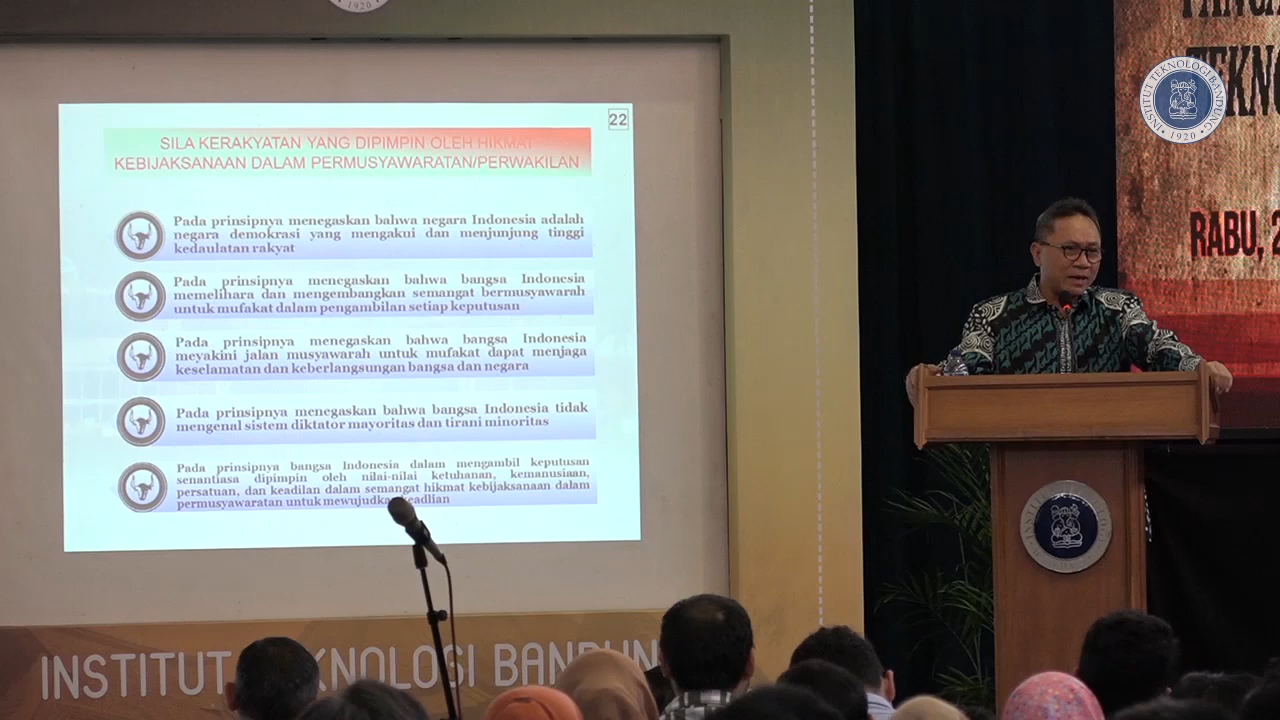 1920
22
SILA KERAKYATAN YANG DIPIMPIN OLEH HIKMAT
KEBIJAKSANAAN DALAM PERMUSYAWARATAN/PERWAKILAN
Pada prinsipnya menegaskan bahwa negara Indonesia adalah
negara demokrasi yang mengakui dan menjunjung tinggi
kedaulatan rakyat
Pada prinsipnya menegaskan bahwa bangsa Indonesia
memelihara dan mengembangkan semangat bermusyawarah
untuk mufakat dalam pengambilan setiap keputusan
Pada prinsipnya menegaskan bahwa bangsa Indonesia
meyakini jalan musyawarah untuk mufakat dapat menjaga
keselamatan dan keberlangsungan bangsa dan negara
Pada prinsipnya menegaskan bahwa bangsa Indonesia tidak
mengenal sistem diktator mayoritas dan tirani minoritas
Pada prinsipnya bangsa Indonesia dalam mengambil keputusan
senantiasa dipimpin oleh nilai-nilai ketuhanan, kemanusiaan,
persatuan, dan keadilan dalam semangat hikmat kebijaksanaan dalam
permusyawaratan untuk mewujudkan keadlian
INSTITUT TEKNOLOGI BANDUN
INSTITUT TEKNOLOGI BANDUNG
1920
RABU, 2